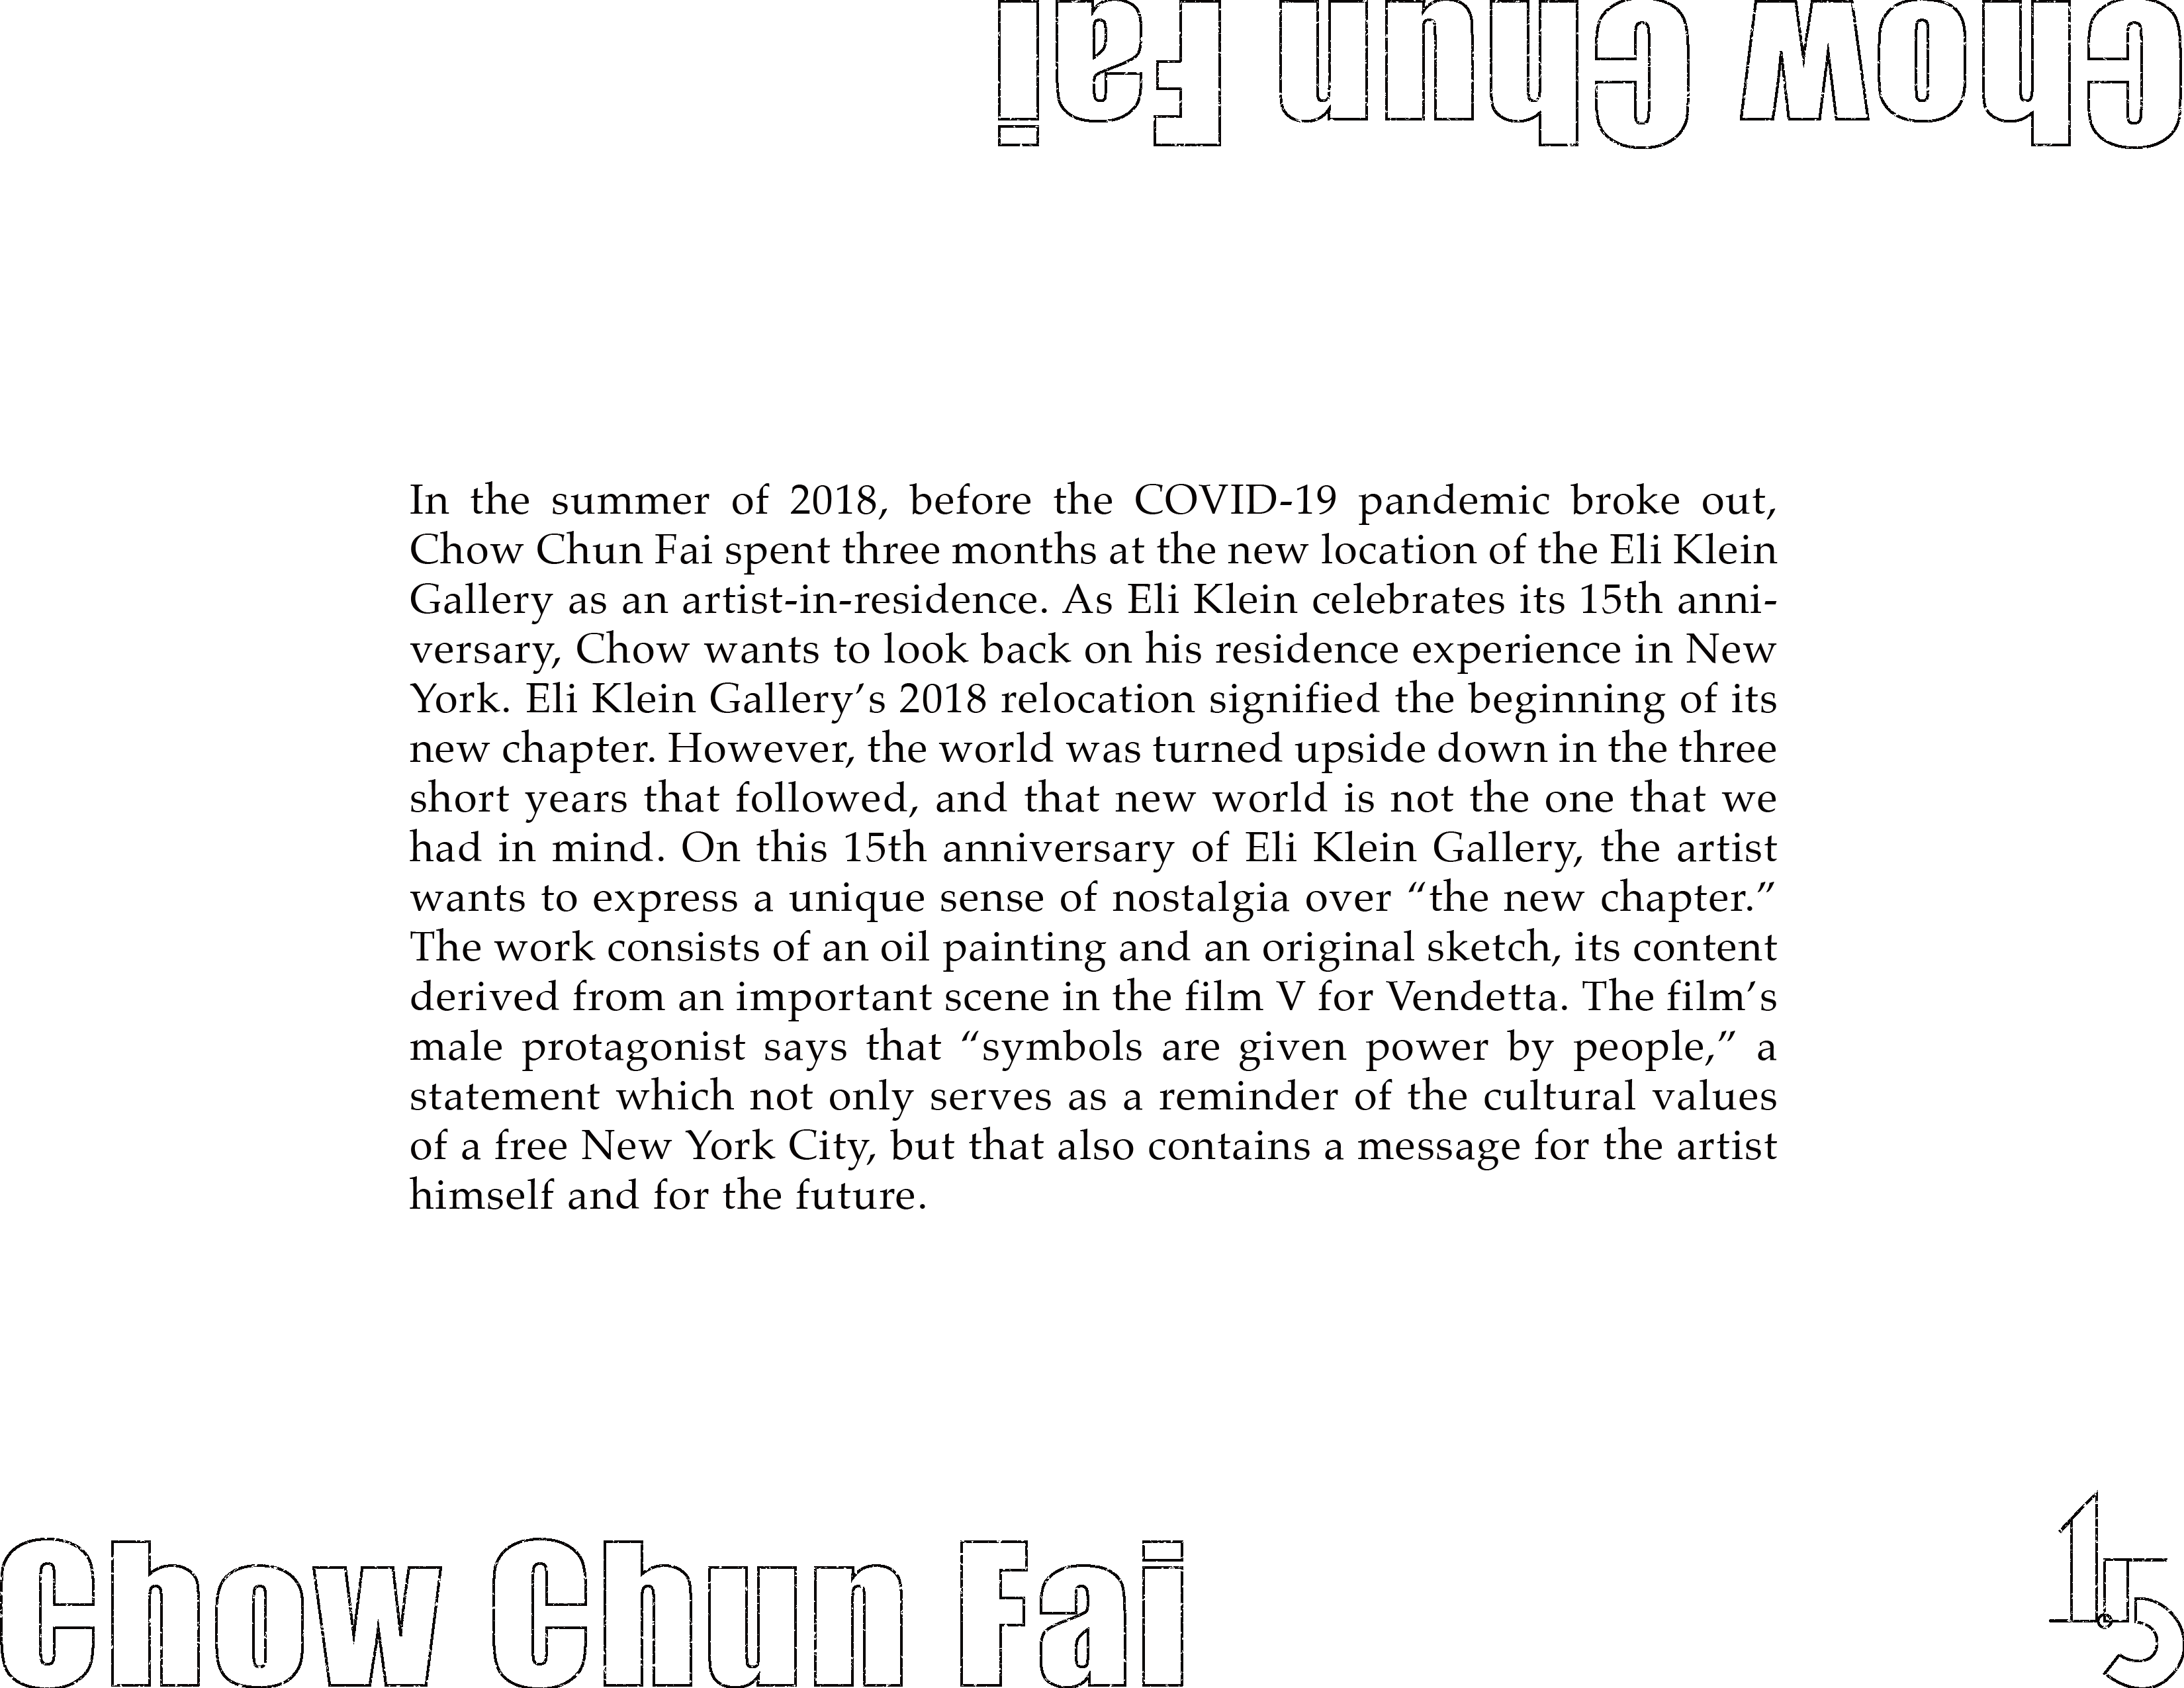 Chow Chun Fai
In the summer of 2018, before the COVID-19 pandemic broke out,
Chow Chun Fai spent three months at the new location of the Eli Klein
Gallery as an artist-in-residence. As Eli Klein celebrates its 15th anni-
versary, Chow wants to look back on his residence experience in New
York. Eli Klein Gallery’s 2018 relocation signified the beginning of its
new chapter. However, the world was turned upside down in the three
short years that followed, and that new world is not the one that we
had in mind. On this 15th anniversary of Eli Klein Gallery, the artist
wants to express a unique sense of nostalgia over “the new chapter.”
The work consists of an oil painting and an original sketch, its content
derived from an important scene in the film V for Vendetta. The film’s
male protagonist says that “symbols are given power by people,” a
statement which not only serves as a reminder of the cultural values
of a free New York City, but that also contains a message for the artist
himself and for the future.
Chow Chun Fai
1.5